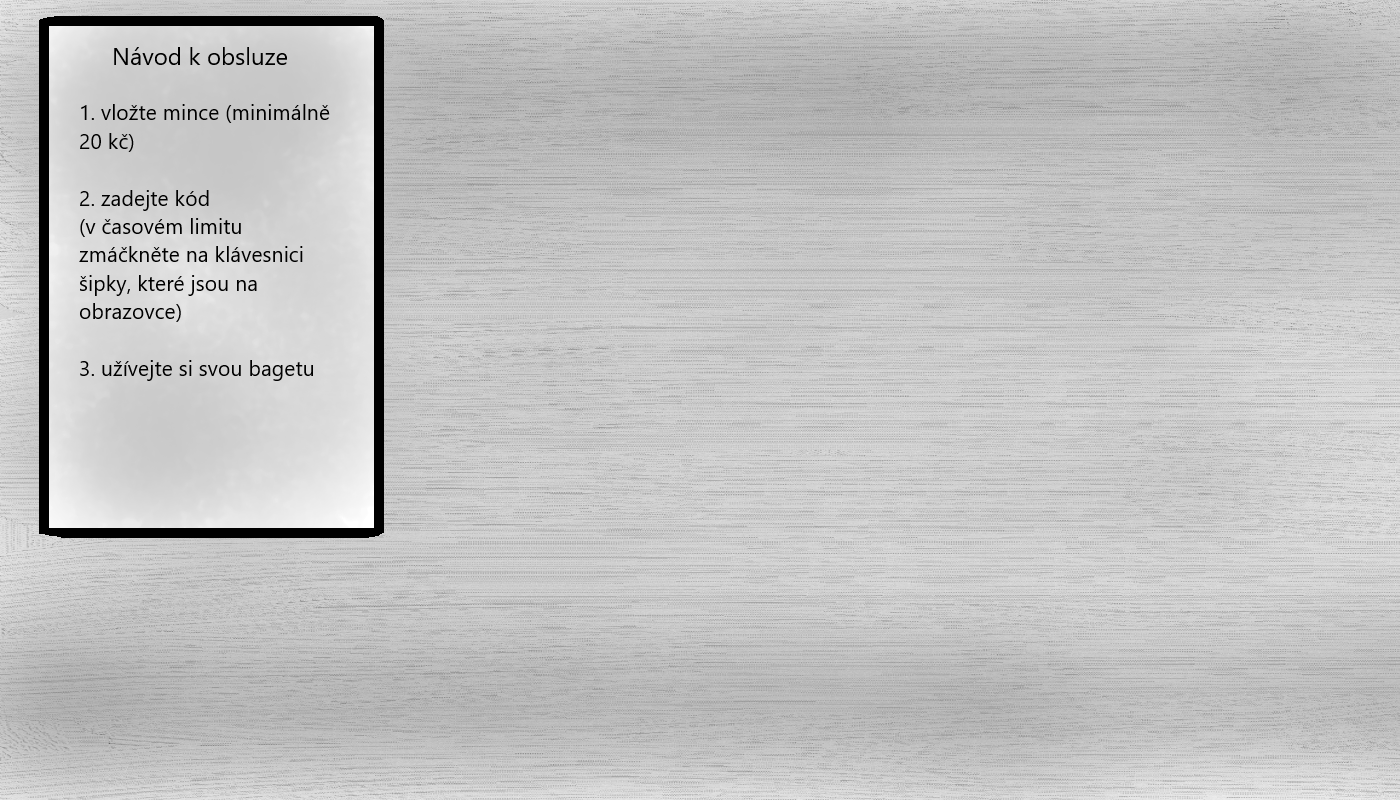 Návod k obsluze
1. vložte mince (minimálně
20 kč)
2. zadejte kód
(v časovém limitu
zmáčkněte na klávesnici
šipky, které jsou na
obrazovce)
3. užívejte si svou bagetu